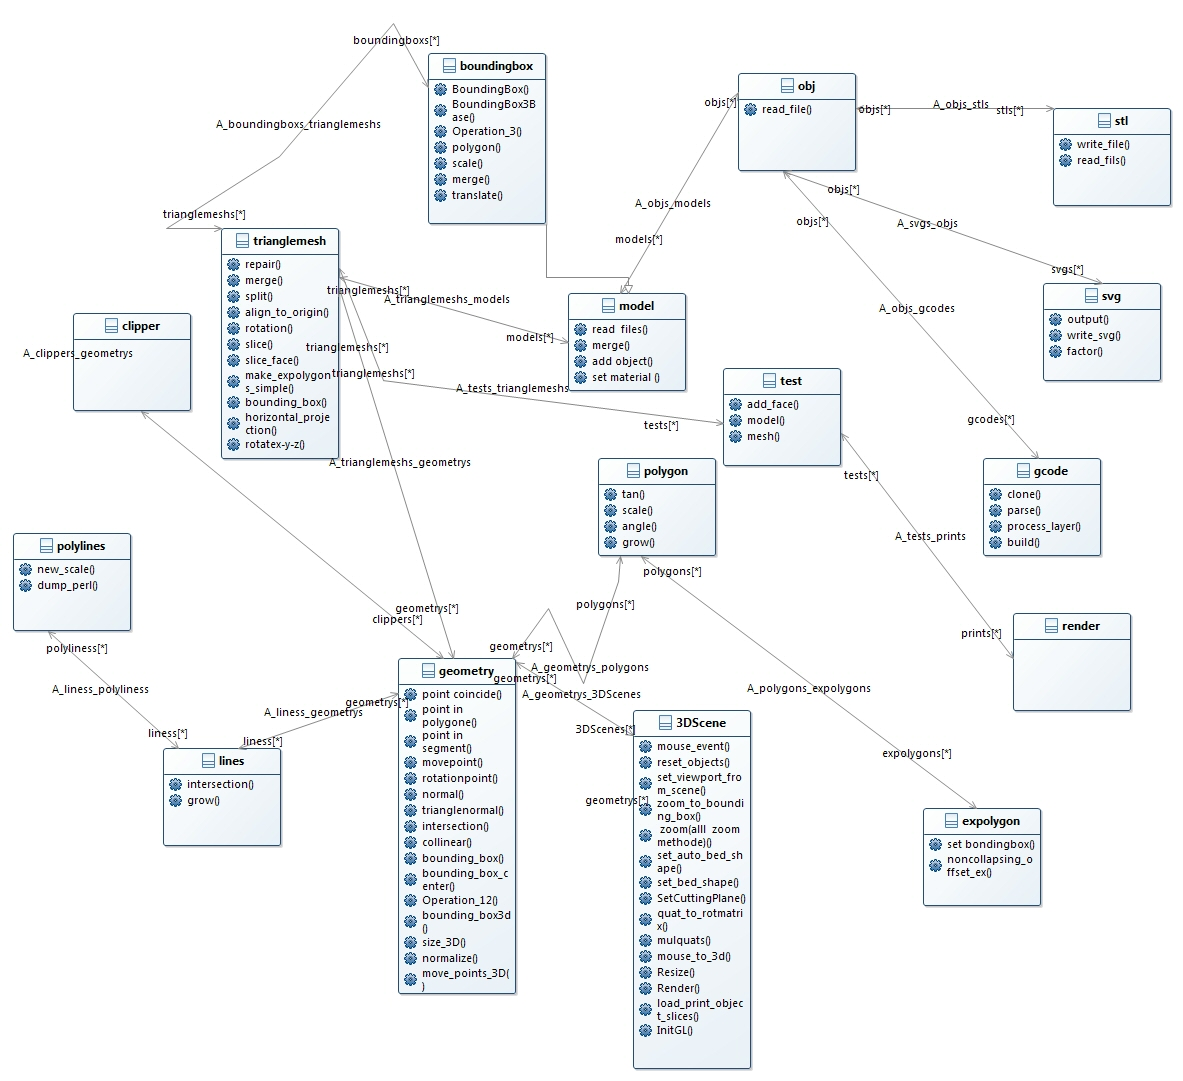 boundingboxs[*]
boundingbox
BoundingBox()
BoundingBox3B
ase()
Operation_3()
polygon()
scale()
merge()
translate()
A_boundingboxs_trianglemeshs
trianglemeshs[*]
obj
read_file()
objs[*]
objs[*]
A_objs_stls
stls[*]
stl
write_file()
read_fils()
objs[*]
objs[*]
A_objs_models
models[*]
A_svgs_objs
svgs[*]
svg
output()
write_svg()
factor()
trianglemesh
repair()
merge()
split()
align_to_origin()
rotation()
slice()
slice_face()
make_expolygon
s_simple()
bounding_box()
horizontal_proje
ction()
rotatex-y-z()
trianglemeshs[*]
A_trianglemeshs_models
models[*]
trianglemeshs[*]
trianglemeshs[*]
model
read files()
merge()
add object()
set material ()
A_objs_gcodes
gcodes[*]
clipper
A_clippers_geometrys
A_tests_trianglemeshs
tests[*]
test
add_face()
model()
mesh()
tests[*]
A_tests_prints
prints[*]
gcode
clone()
parse()
process_layer()
build()
A_trianglemeshs_geometrys
polygon
tan()
scale()
angle()
grow()
polygons[*]
polygons[*]
polylines
new_scale()
dump_perl()
polyliness[*]
A_liness_polyliness
liness[*]
geometrys[*]
clippers[*]
geometrys[*]
A_geometrys_polygons
geometrys[*]
A_geometrys_3DScenes
3DScenes[*]
geometrys[*]
render
A_polygons_expolygons
expolygons[*]
A_liness_geometrys
geometrys[*]
liness[*]
lines
intersection()
grow()
geometry
point coincide()
point in
polygone()
point in
segment()
movepoint()
rotationpoint()
normal()
trianglenormal()
intersection()
collinear()
bounding_box()
bounding_box_c
enter()
Operation_12()
bounding_box3d
()
size_3D()
normalize()
move_points_3D(
)
3DScene
mouse_event()
reset_objects()
set_viewport_fro
m_scene()
zoom_to_boundi
ng_box()
zoom(alll zoom
methode)()
set_auto_bed_sh
ape()
set_bed_shape()
SetCuttingPlane()
quat_to_rotmatri
x()
mulquats()
mouse_to_3d()
Resize()
Render()
load_print_objec
t_slices()
InitGL()
expolygon
set bondingbox()
noncollapsing_o
ffset_ex()